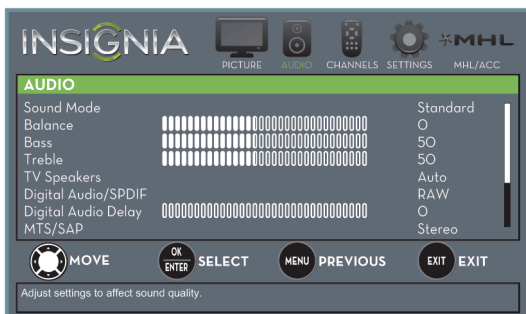 INSIGNIA
PICTURE AUDIO CHANNELS SETTINGS MHL MHL/ACC
AUDIO
Sound Mode Standard
Balance 0
Bass 50
Treble 50
TV Speakers Auto
Digital Audio/SPDIF RAW
Digital Audio Delay 0
MTS/SAP Stereo
MOVE OK ENTER SELECT MENU PREVIOUS EXIT EXIT
Adjust settings to affect sound quality.